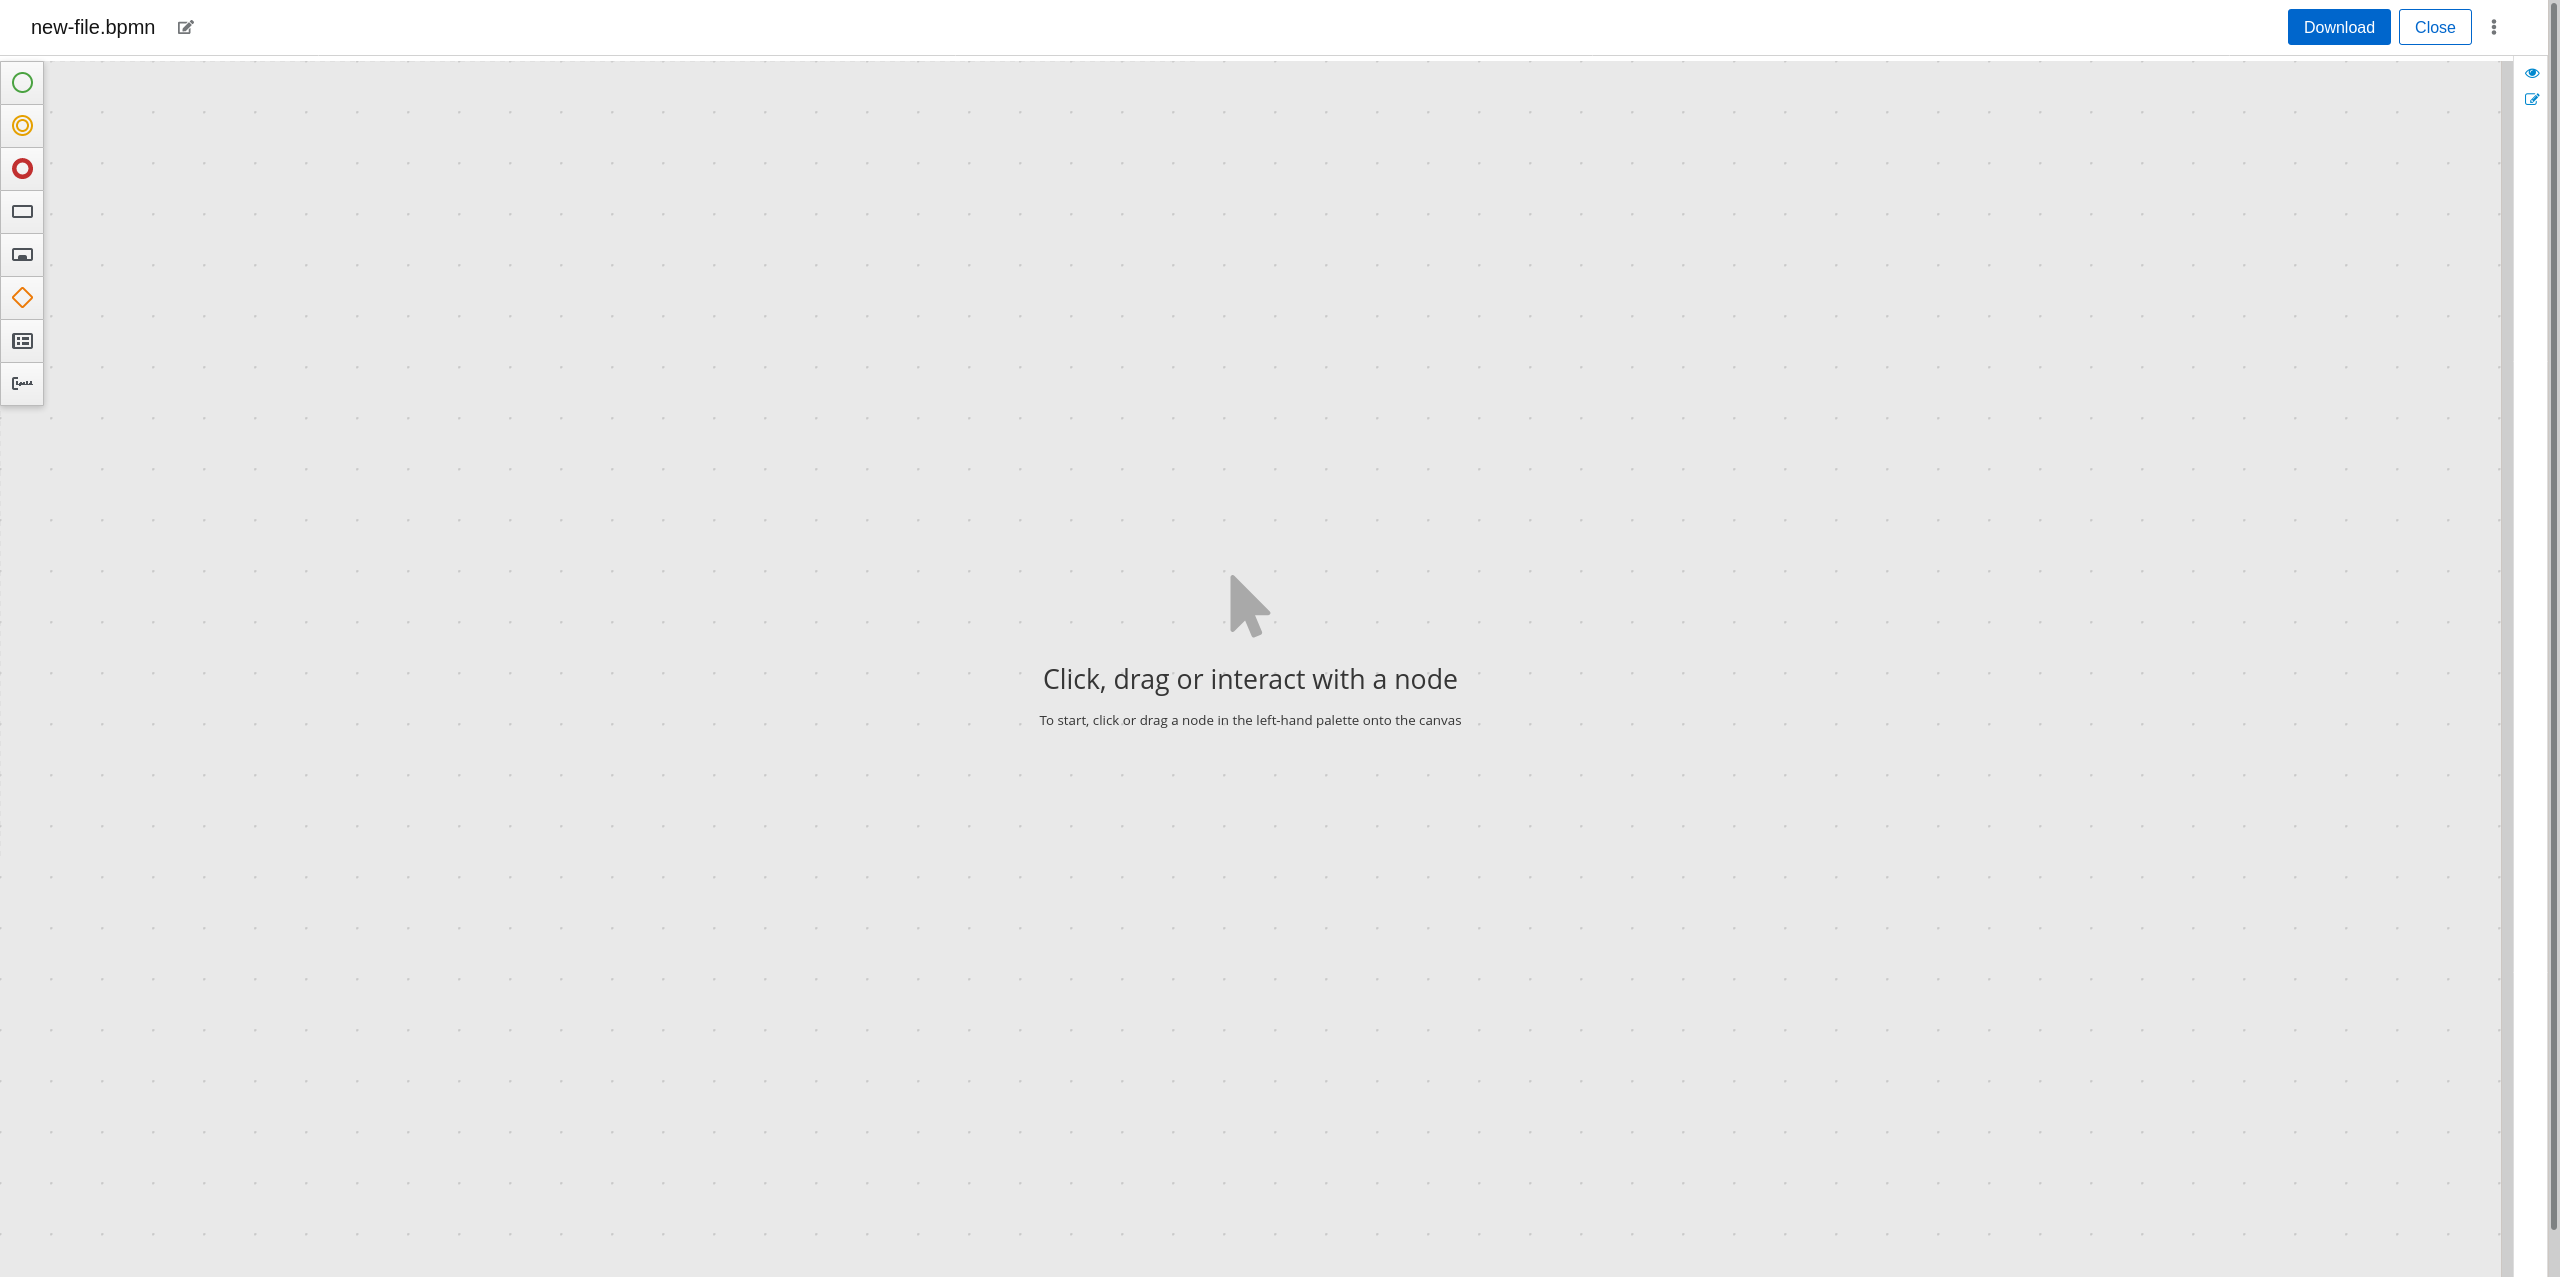 new-file.bpmn
Download
Close
Click, drag or interact with a node
To start, click or drag a node in the left-hand palette onto the canvas